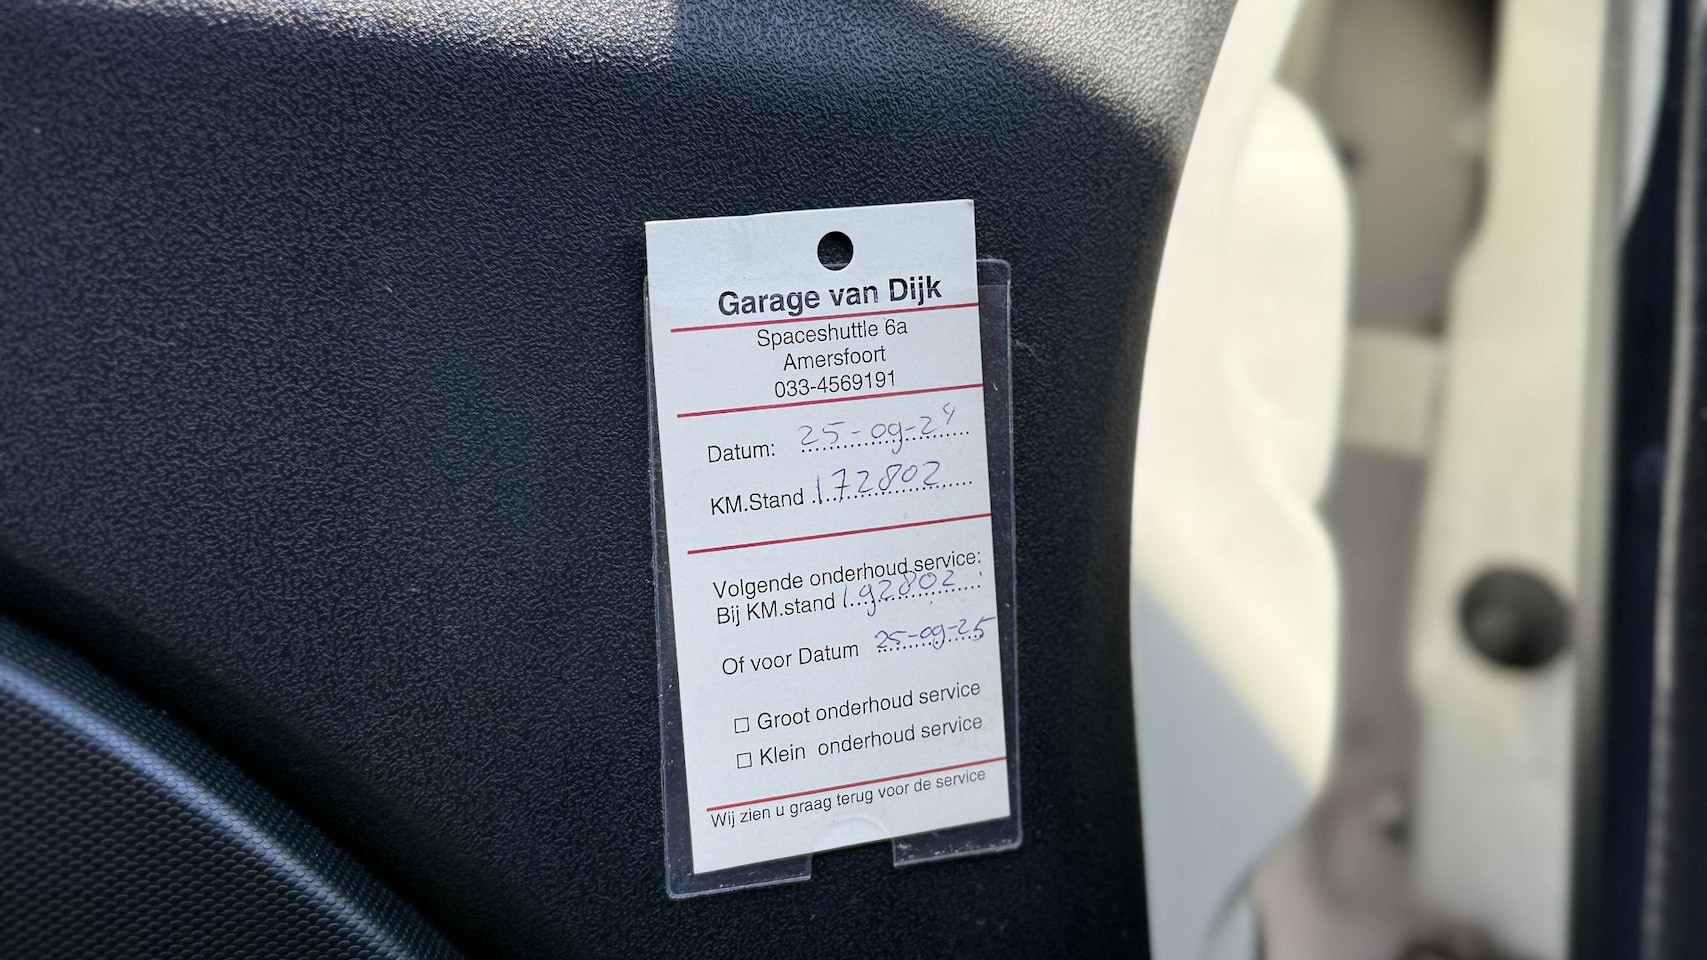 Garage van Dijk
Spaceshuttle 6a
Amersfoort
033-4569191
Datum: 25-09-24
KM.Stand 172802
Volgende onderhoud service:
Bij KM.stand 192802
Of voor Datum 25-09-25
Groot onderhoud service
Klein onderhoud service
Wij zien u graag terug voor de service